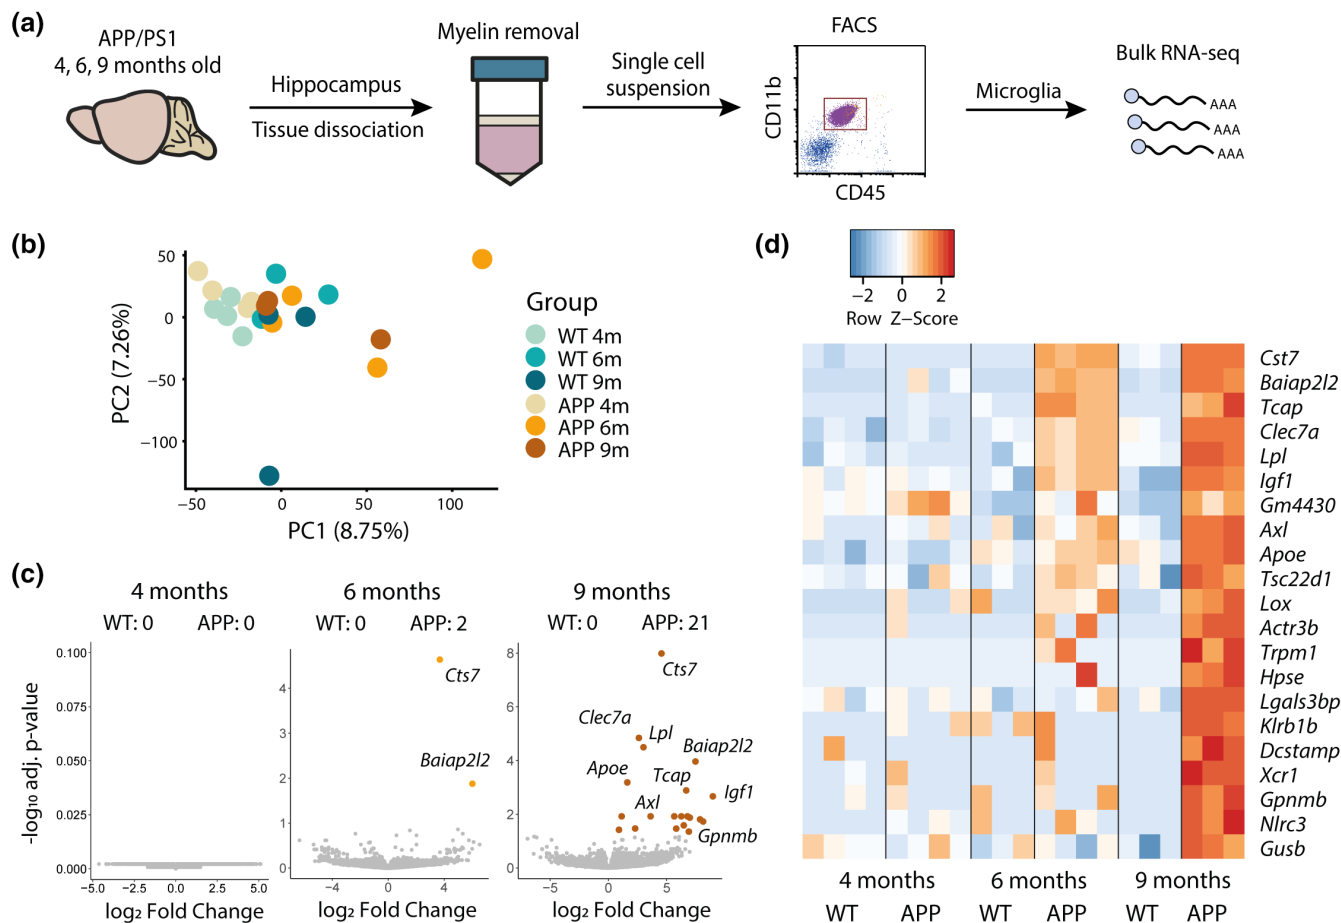 (a)
APP/PS1
4, 6, 9 months old
Hippocampus
Tissue dissociation
Myelin removal
Single cell
suspension
FACS
CD11b
CD45
Microglia
Bulk RNA-seq
AAA
AAA
AAA
(b)
50
0
−50
−100
PC2 (7.26%)
−50
0
50
100
PC1 (8.75%)
Group
WT 4m
WT 6m
WT 9m
APP 4m
APP 6m
APP 9m
(c)
4 months
WT: 0 APP: 0
0.100
0.075
0.050
0.025
0.000
-log₁₀ adj. p-value
−5.0 −2.5 0.0 2.5 5.0
log₂ Fold Change
6 months
WT: 0 APP: 2
Cts7
Baiap2l2
4
3
2
1
0
−4 0 4
log₂ Fold Change
9 months
WT: 0 APP: 21
8
6
4
2
0
Cts7
Clec7a
Lpl
Baiap2l2
Apoe
Tcap
Igf1
Axl
Gpnmb
−5 0 5
log₂ Fold Change
(d)
−2 0 2
Row Z−Score
Cst7
Baiap2l2
Tcap
Clec7a
Lpl
Igf1
Gm4430
Axl
Apoe
Tsc22d1
Lox
Actr3b
Trpm1
Hpse
Lgals3bp
Klrb1b
Dcstamp
Xcr1
Gpnmb
Nlrc3
Gusb
4 months 6 months 9 months
WT APP WT APP WT APP